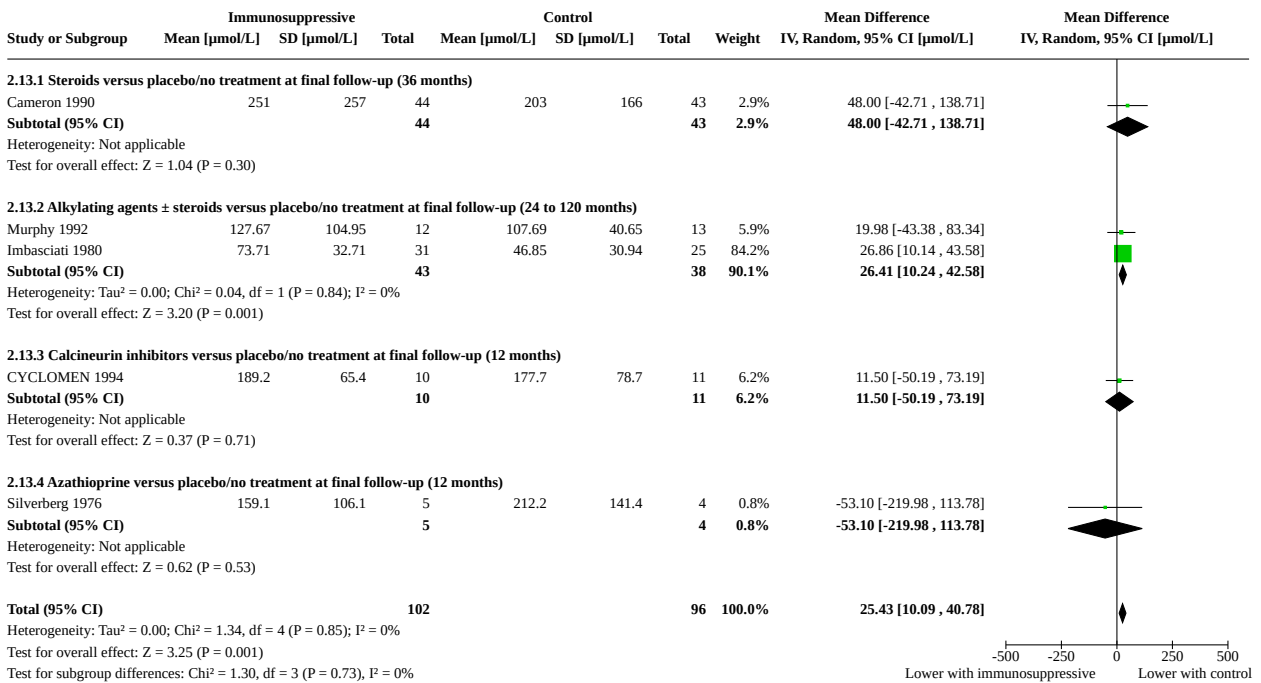 Immunosuppressive Control Mean Difference Mean Difference
Study or Subgroup Mean [µmol/L] SD [µmol/L] Total Mean [µmol/L] SD [µmol/L] Total Weight IV, Random, 95% CI [µmol/L] IV, Random, 95% CI [µmol/L]
2.13.1 Steroids versus placebo/no treatment at final follow-up (36 months)
Cameron 1990 251 257 44 203 166 43 2.9% 48.00 [-42.71 , 138.71]
Subtotal (95% CI) 44 43 2.9% 48.00 [-42.71 , 138.71]
Heterogeneity: Not applicable
Test for overall effect: Z = 1.04 (P = 0.30)
2.13.2 Alkylating agents ± steroids versus placebo/no treatment at final follow-up (24 to 120 months)
Murphy 1992 127.67 104.95 12 107.69 40.65 13 5.9% 19.98 [-43.38 , 83.34]
Imbasciati 1980 73.71 32.71 31 46.85 30.94 25 84.2% 26.86 [10.14 , 43.58]
Subtotal (95% CI) 43 38 90.1% 26.41 [10.24 , 42.58]
Heterogeneity: Tau² = 0.00; Chi² = 0.04, df = 1 (P = 0.84); I² = 0%
Test for overall effect: Z = 3.20 (P = 0.001)
2.13.3 Calcineurin inhibitors versus placebo/no treatment at final follow-up (12 months)
CYCLOMEN 1994 189.2 65.4 10 177.7 78.7 11 6.2% 11.50 [-50.19 , 73.19]
Subtotal (95% CI) 10 11 6.2% 11.50 [-50.19 , 73.19]
Heterogeneity: Not applicable
Test for overall effect: Z = 0.37 (P = 0.71)
2.13.4 Azathioprine versus placebo/no treatment at final follow-up (12 months)
Silverberg 1976 159.1 106.1 5 212.2 141.4 4 0.8% -53.10 [-219.98 , 113.78]
Subtotal (95% CI) 5 4 0.8% -53.10 [-219.98 , 113.78]
Heterogeneity: Not applicable
Test for overall effect: Z = 0.62 (P = 0.53)
Total (95% CI) 102 96 100.0% 25.43 [10.09 , 40.78]
Heterogeneity: Tau² = 0.00; Chi² = 1.34, df = 4 (P = 0.85); I² = 0%
Test for overall effect: Z = 3.25 (P = 0.001)
-500 -250 0 250 500
Test for subgroup differences: Chi² = 1.30, df = 3 (P = 0.73), I² = 0% Lower with immunosuppressive Lower with control